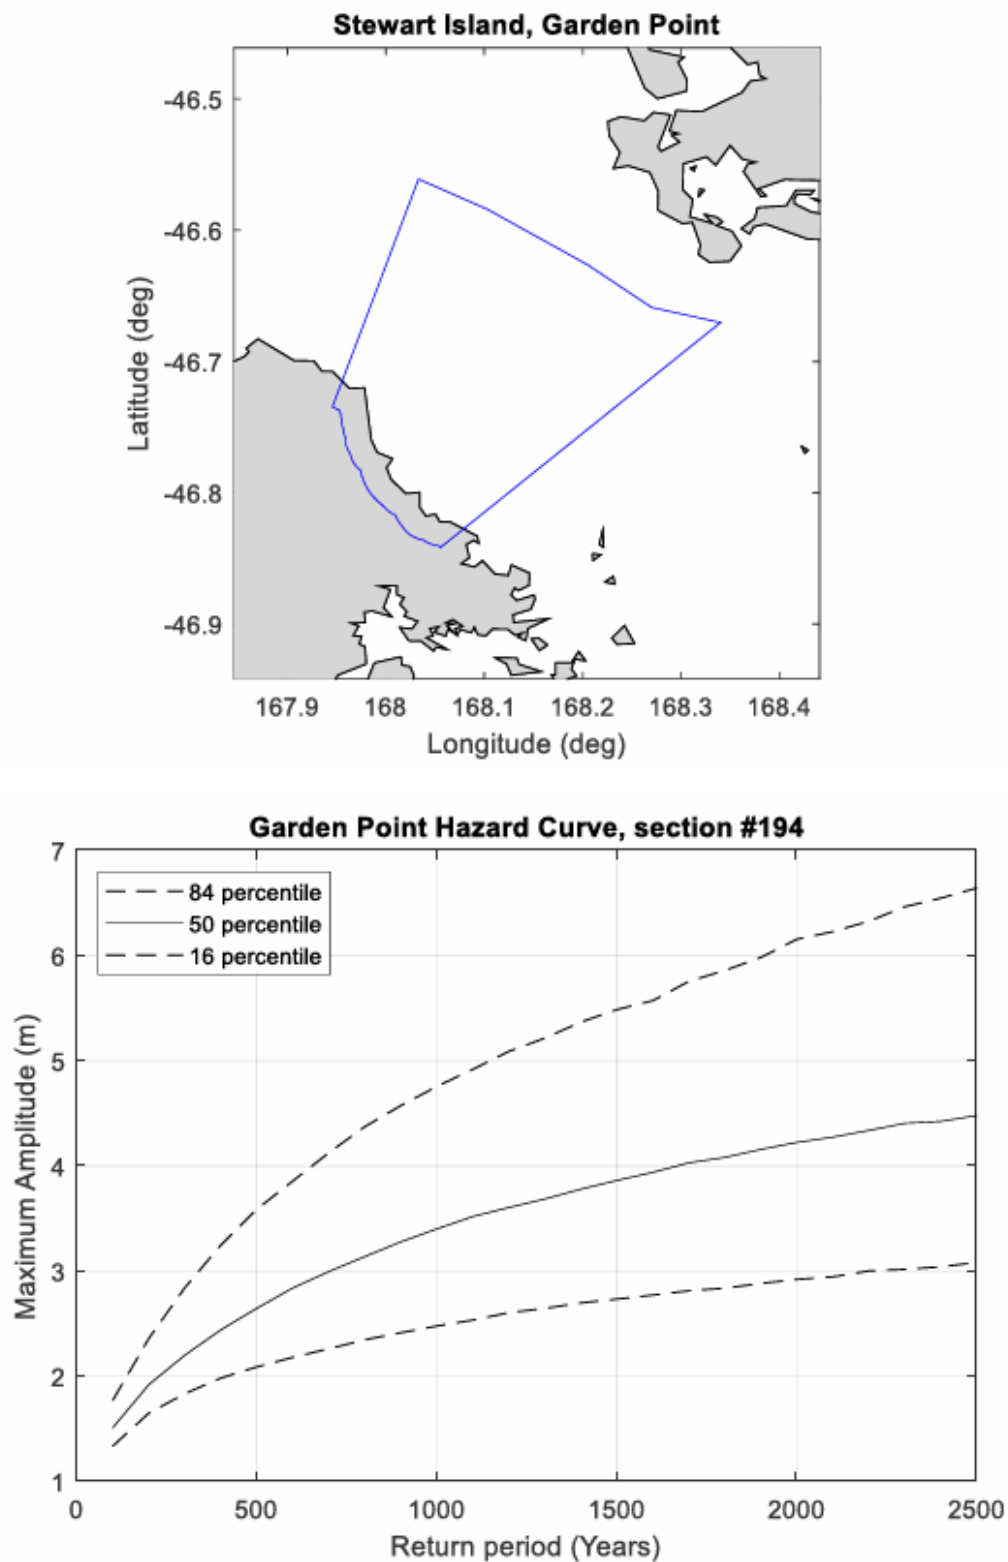 Stewart Island, Garden Point
-46.5
-46.6
-46.7
-46.8
-46.9
Latitude (deg)
167.9 168 168.1 168.2 168.3 168.4
Longitude (deg)
Garden Point Hazard Curve, section #194
84 percentile
50 percentile
16 percentile
7
6
5
4
3
2
1
Maximum Amplitude (m)
0 500 1000 1500 2000 2500
Return period (Years)